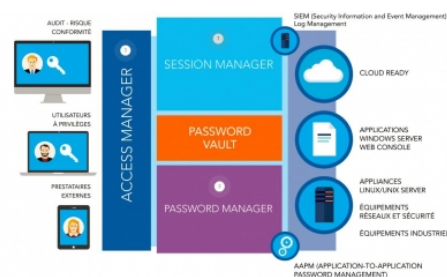 AUDIT - RISQUE
CONFORMITÉ
UTILISATEURS
À PRIVILÈGES
PRESTATAIRES
EXTERNES
ACCESS MANAGER
SESSION MANAGER
PASSWORD
VAULT
PASSWORD MANAGER
SIEM (Security Information and Event Management)
Log Management
CLOUD READY
APPLICATIONS
WINDOWS SERVER
WEB CONSOLE
APPLIANCES
LINUX/UNIX SERVER
ÉQUIPEMENTS
RÉSEAUX ET SÉCURITÉ
ÉQUIPEMENTS INDUSTRIE
AAPM (APPLICATION-TO-APPLICATION
PASSWORD MANAGEMENT)